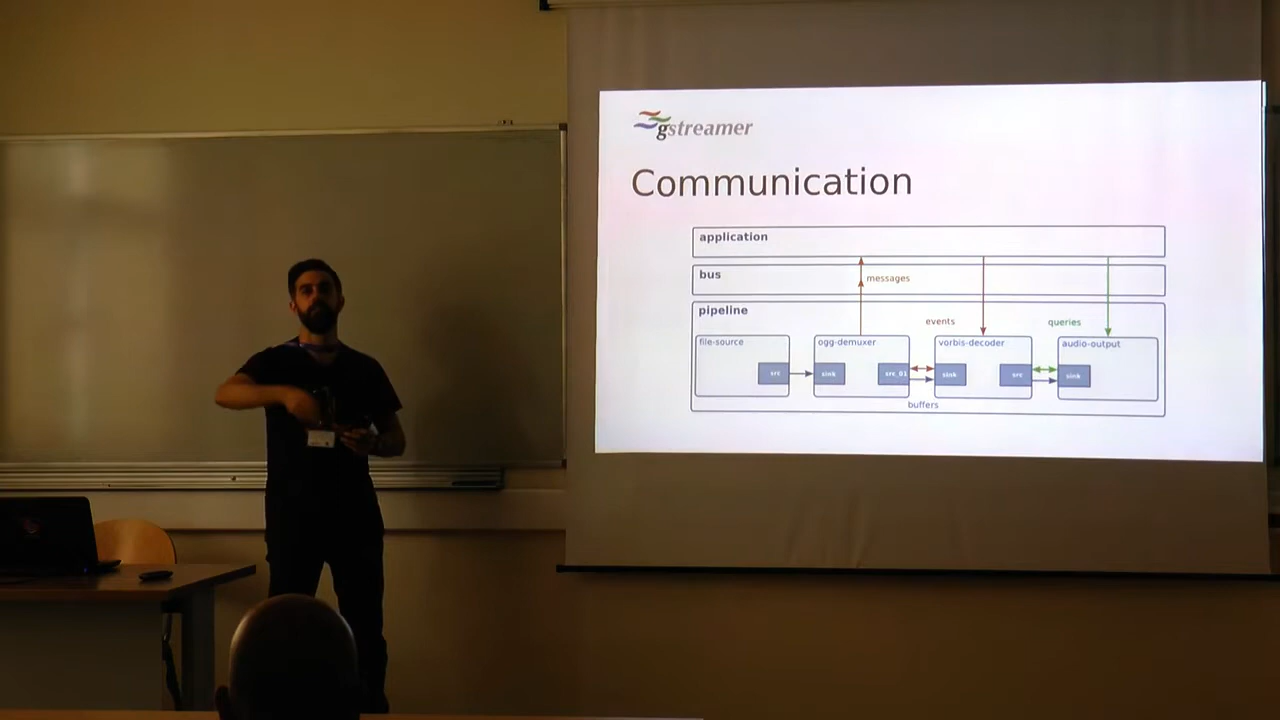 gstreamer
Communication
application
bus
messages
pipeline
events
queries
file-source
ogg-demuxer
vorbis-decoder
audio-output
src
sink
src_01
sink
src
sink
buffers